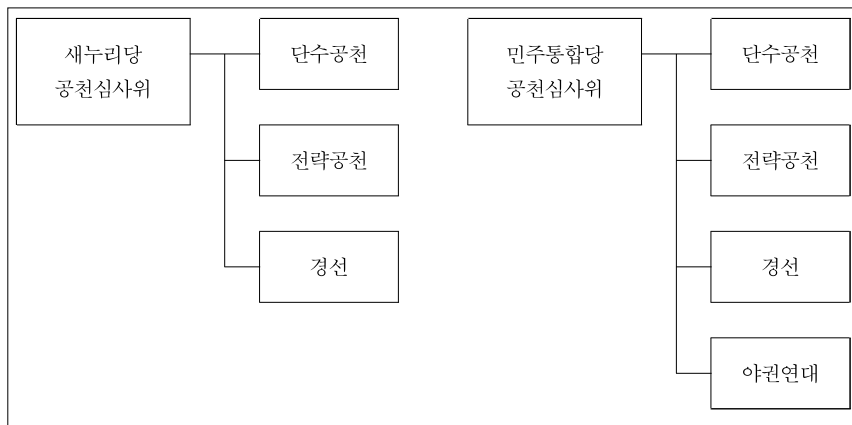 새누리당
공천심사위
단수공천
전략공천
경선
민주통합당
공천심사위
단수공천
전략공천
경선
야권연대